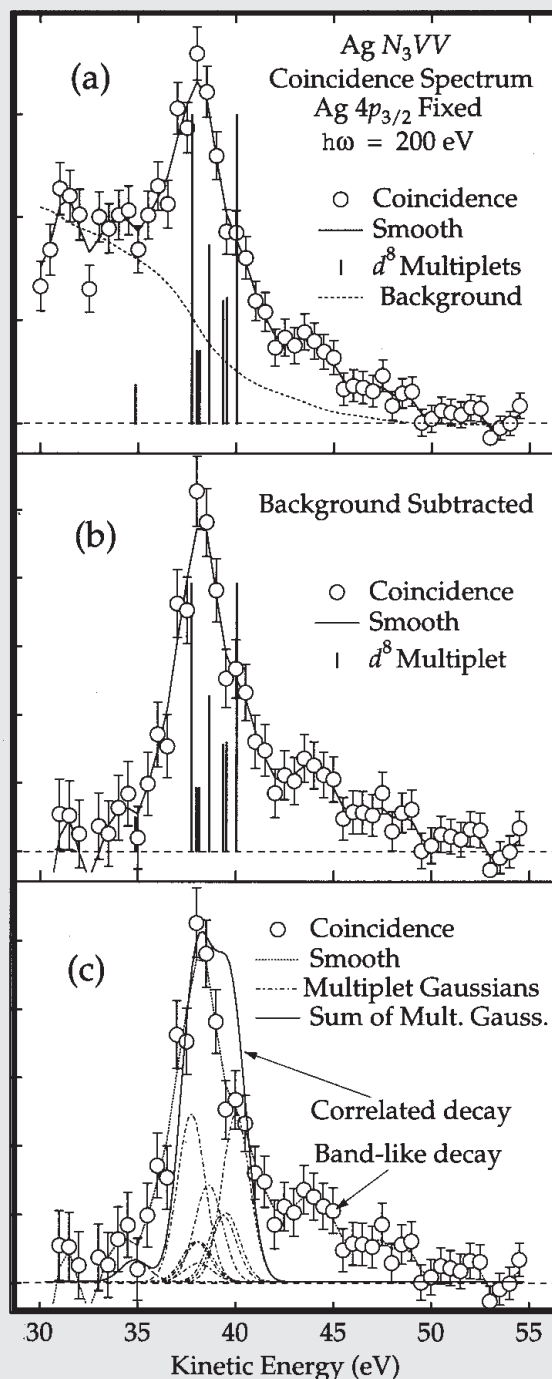 (a)
Ag N₃VV
Coincidence Spectrum
Ag 4p₃/₂ Fixed
hω = 200 eV
Coincidence
Smooth
d⁸ Multiplets
Background
(b)
Background Subtracted
Coincidence
Smooth
d⁸ Multiplet
(c)
Coincidence
Smooth
Multiplet Gaussians
Sum of Mult. Gauss.
Correlated decay
Band-like decay
30 35 40 45 50 55
Kinetic Energy (eV)